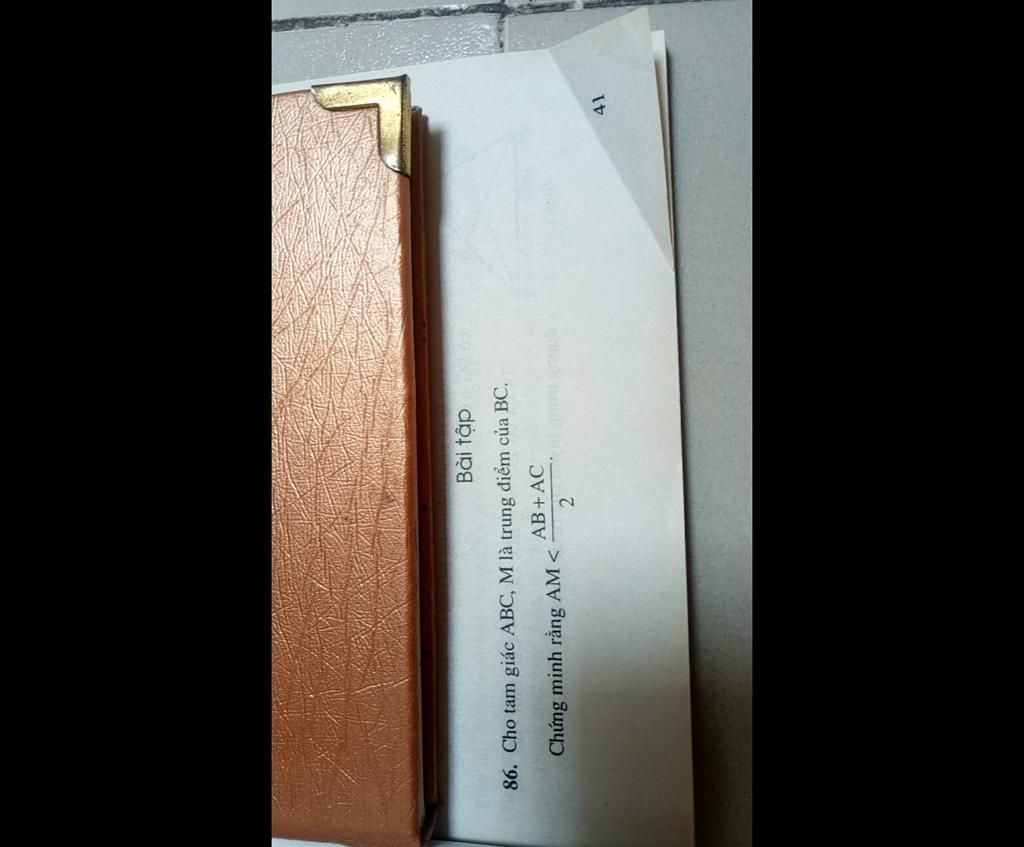 Bài tập
86. Cho tam giác ABC, M là trung điểm của BC.
Chứng minh rằng AM < \frac{AB + AC}{2}.
41